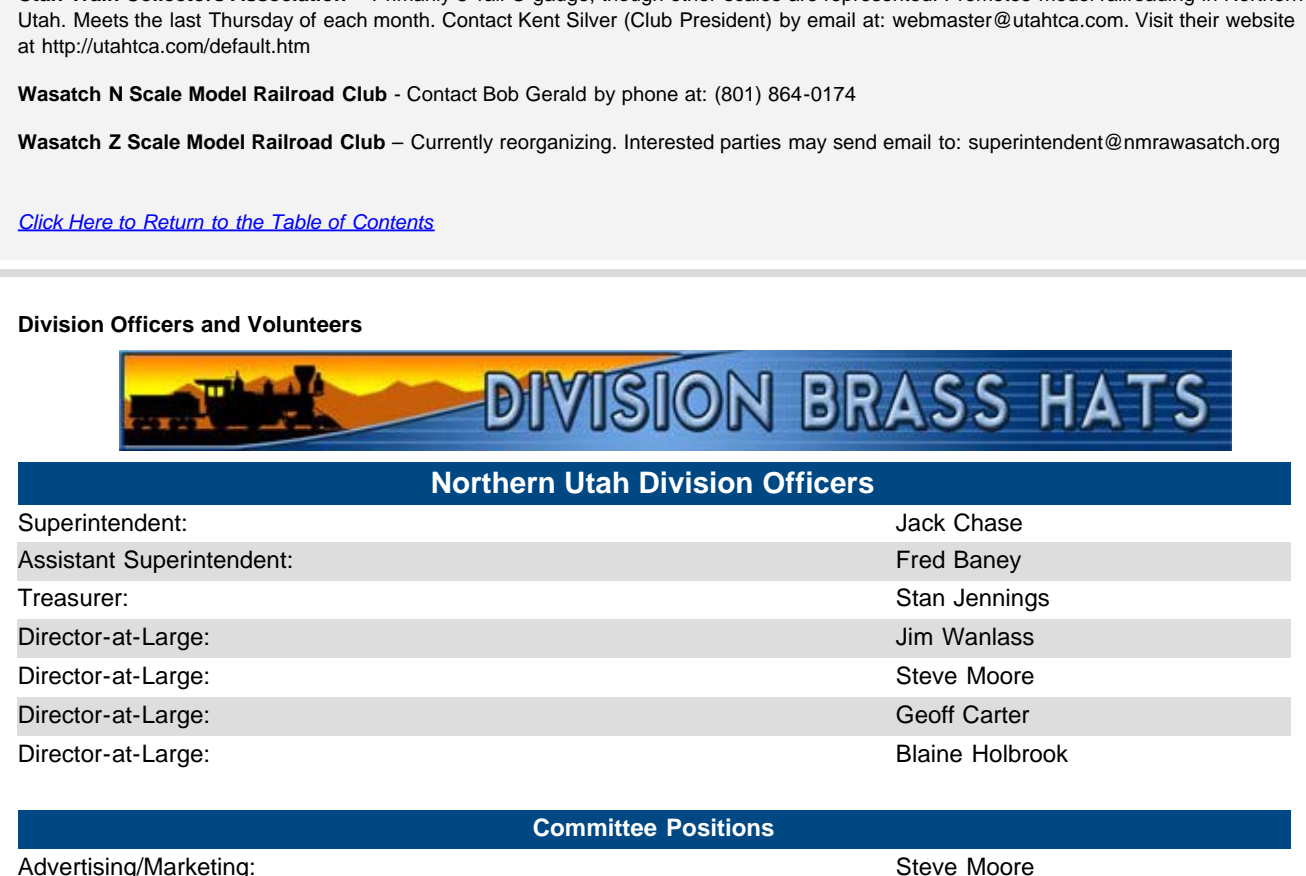 Utah. Meets the last Thursday of each month. Contact Kent Silver (Club President) by email at: webmaster@utahtca.com. Visit their website
at http://utahtca.com/default.htm
Wasatch N Scale Model Railroad Club - Contact Bob Gerald by phone at: (801) 864-0174
Wasatch Z Scale Model Railroad Club – Currently reorganizing. Interested parties may send email to: superintendent@nmrawasatch.org
Click Here to Return to the Table of Contents
Division Officers and Volunteers
DIVISION BRASS HATS
Northern Utah Division Officers
Superintendent: Jack Chase
Assistant Superintendent: Fred Baney
Treasurer: Stan Jennings
Director-at-Large: Jim Wanlass
Director-at-Large: Steve Moore
Director-at-Large: Geoff Carter
Director-at-Large: Blaine Holbrook
Committee Positions
Advertising/Marketing: Steve Moore